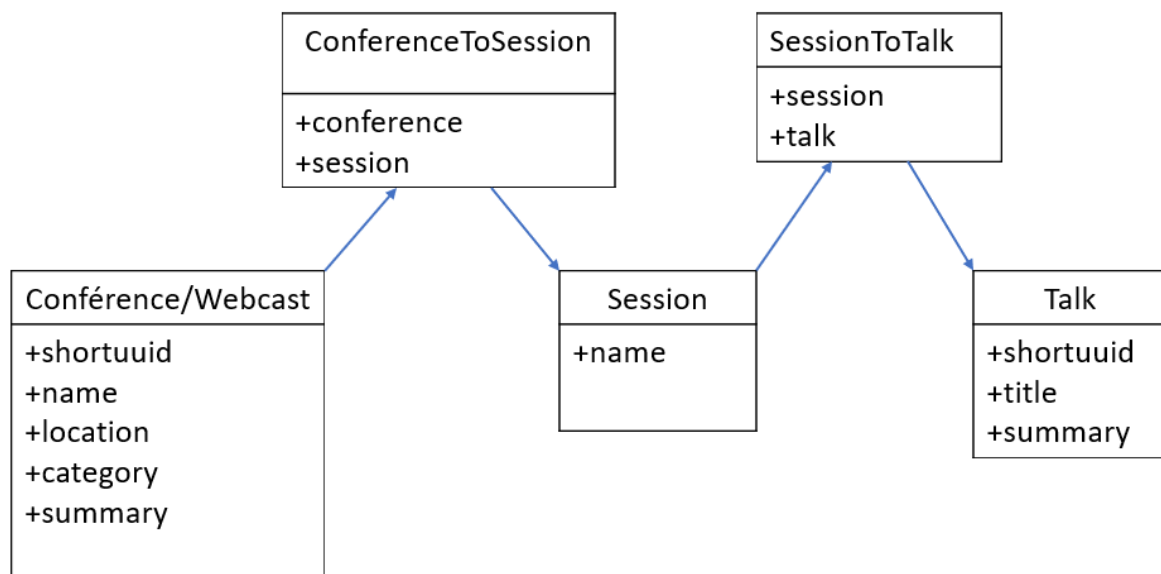 ConferenceToSession
+conference
+session
SessionToTalk
+session
+talk
Conférence/Webcast
+shortuuid
+name
+location
+category
+summary
Session
+name
Talk
+shortuuid
+title
+summary